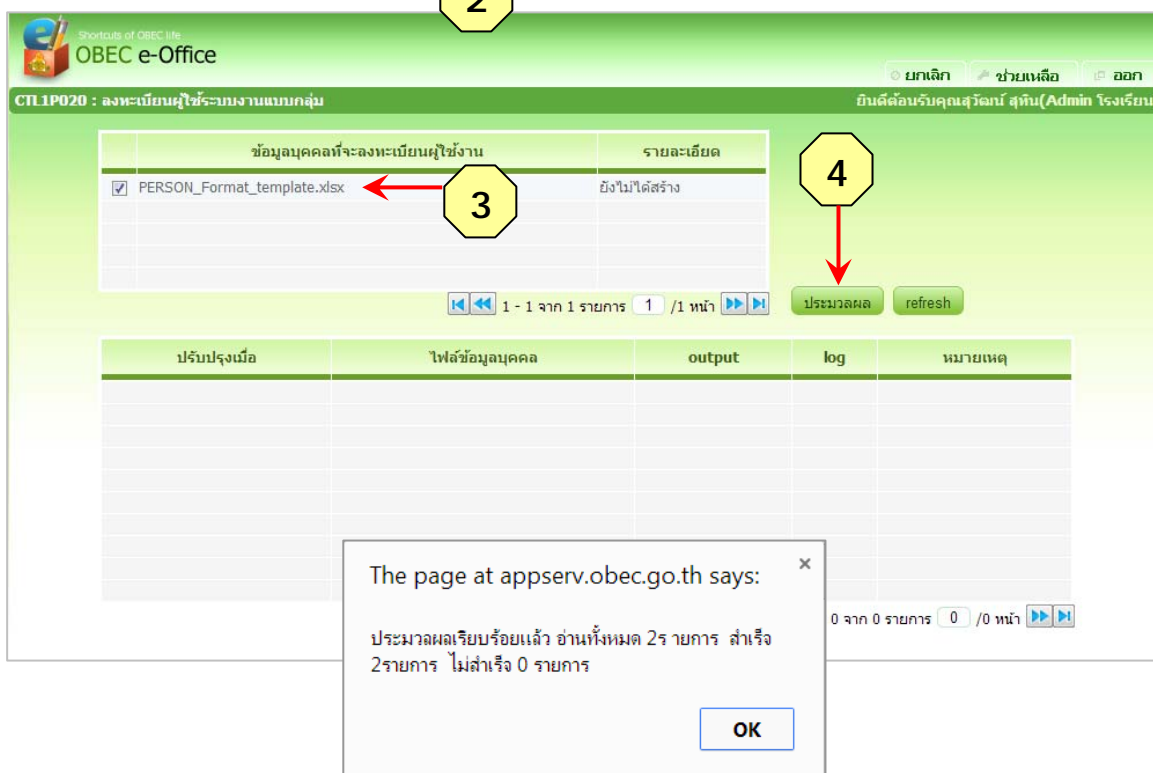 2
Shortcuts of OBEC life
OBEC e-Office
ยกเลิก ช่วยเหลือ ออก
CTL1P020 : ลงทะเบียนผู้ใช้ระบบงานแบบกลุ่ม ยินดีต้อนรับคุณสุวัฒน์ สุทิน(Admin โรงเรียน
ข้อมูลบุคคลที่จะลงทะเบียนผู้ใช้งาน รายละเอียด
PERSON_Format_template.xlsx ยังไม่ได้สร้าง
3
4
1 - 1 จาก 1 รายการ 1 /1 หน้า ประมวลผล refresh
ปรับปรุงเมื่อ ไฟล์ข้อมูลบุคคล output log หมายเหตุ
0 จาก 0 รายการ 0 /0 หน้า
The page at appserv.obec.go.th says: ×
ประมวลผลเรียบร้อยแล้ว อ่านทั้งหมด 2ร ายการ สำเร็จ
2รายการ ไม่สำเร็จ 0 รายการ
OK